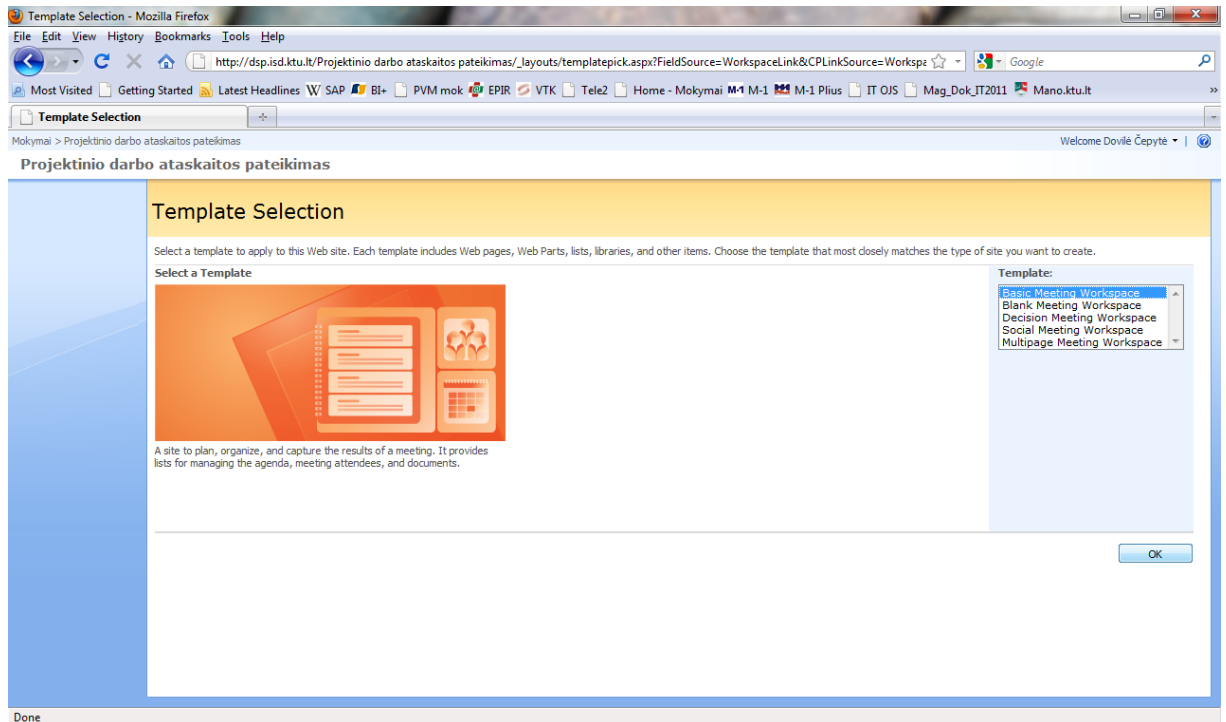 Template Selection - Mozilla Firefox
File Edit View History Bookmarks Tools Help
http://dsp.isd.ktu.lt/Projektinio darbo ataskaitos pateikimas/_layouts/templatepick.aspx?FieldSource=WorkspaceLink&CPLinkSource=Workspa Google
Most Visited Getting Started Latest Headlines W SAP BI+ PVM mok EPIR VTK Tele2 Home - Mokymai M-1 M-1 M-1 Plius IT OJS Mag_Dok_IT2011 Mano.ktu.lt »
Template Selection
Mokymai > Projektinio darbo ataskaitos pateikimas Welcome Dovilė Čepytė
Projektinio darbo ataskaitos pateikimas
Template Selection
Select a template to apply to this Web site. Each template includes Web pages, Web Parts, lists, libraries, and other items. Choose the template that most closely matches the type of site you want to create.
Select a Template
A site to plan, organize, and capture the results of a meeting. It provides
lists for managing the agenda, meeting attendees, and documents.
Template:
Basic Meeting Workspace
Blank Meeting Workspace
Decision Meeting Workspace
Social Meeting Workspace
Multipage Meeting Workspace
OK
Done